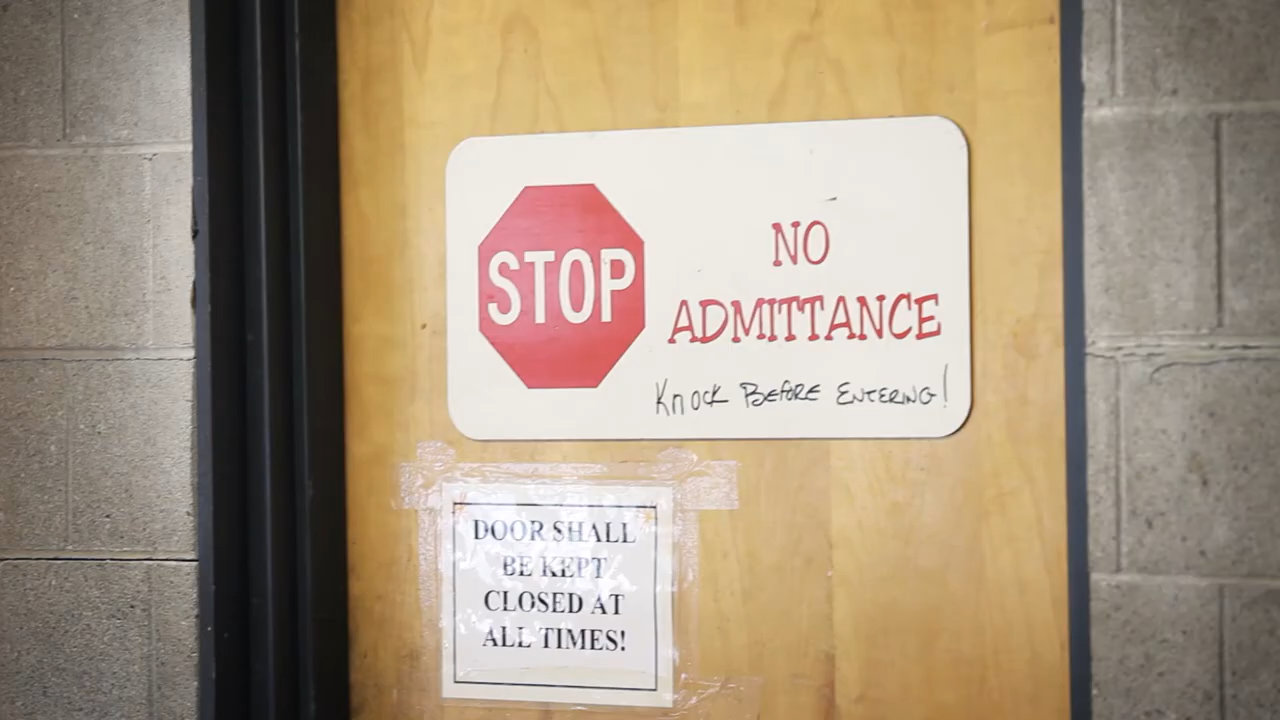 STOP
NO
ADMITTANCE
Knock Before Entering!
DOOR SHALL
BE KEPT
CLOSED AT
ALL TIMES!